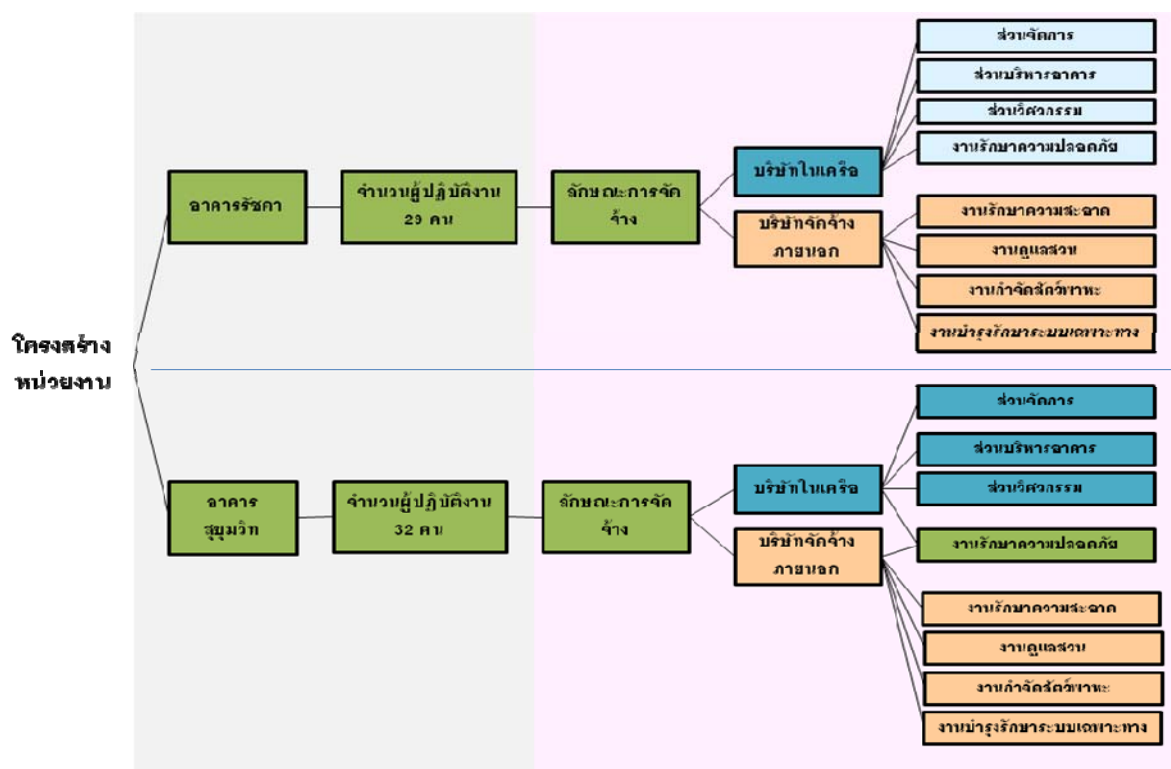 โครงสร้าง
หน่วยงาน
อาคารรัชดา
จำนวนผู้ปฏิบัติงาน
29 คน
ลักษณะการจัด
จ้าง
บริษัทในเครือ
บริษัทจัดจ้าง
ภายนอก
ส่วนจัดการ
ส่วนบริหารอาคาร
ส่วนวิศวกรรม
งานรักษาความปลอดภัย
งานรักษาความสะอาด
งานดูแลสวน
งานกำจัดสัตว์พาหะ
งานบำรุงรักษาระบบเฉพาะทาง
อาคาร
สุขุมวิท
จำนวนผู้ปฏิบัติงาน
32 คน
ลักษณะการจัด
จ้าง
บริษัทในเครือ
บริษัทจัดจ้าง
ภายนอก
ส่วนจัดการ
ส่วนบริหารอาคาร
ส่วนวิศวกรรม
งานรักษาความปลอดภัย
งานรักษาความสะอาด
งานดูแลสวน
งานกำจัดสัตว์พาหะ
งานบำรุงรักษาระบบเฉพาะทาง